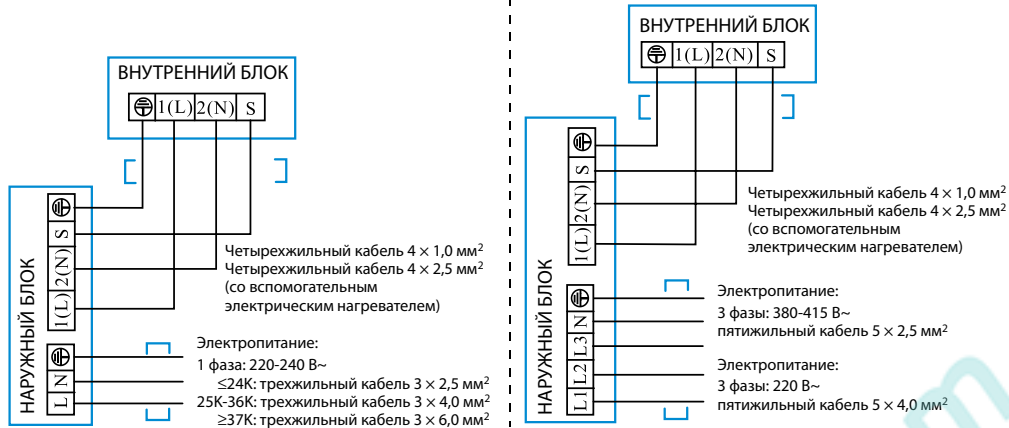 ВНУТРЕННИЙ БЛОК
1(L) 2(N) S
НАРУЖНЫЙ БЛОК
S
2(N)
1(L)
N
L
Четырехжильный кабель 4 × 1,0 мм²
Четырехжильный кабель 4 × 2,5 мм²
(со вспомогательным
электрическим нагревателем)
Электропитание:
1 фаза: 220-240 В~
≤24K: трехжильный кабель 3 × 2,5 мм²
25K-36K: трехжильный кабель 3 × 4,0 мм²
≥37K: трехжильный кабель 3 × 6,0 мм²
ВНУТРЕННИЙ БЛОК
1(L) 2(N) S
НАРУЖНЫЙ БЛОК
S
2(N)
1(L)
N
L3
L2
L1
Четырехжильный кабель 4 × 1,0 мм²
Четырехжильный кабель 4 × 2,5 мм²
(со вспомогательным
электрическим нагревателем)
Электропитание:
3 фазы: 380-415 В~
пятижильный кабель 5 × 2,5 мм²
Электропитание:
3 фазы: 220 В~
пятижильный кабель 5 × 4,0 мм²